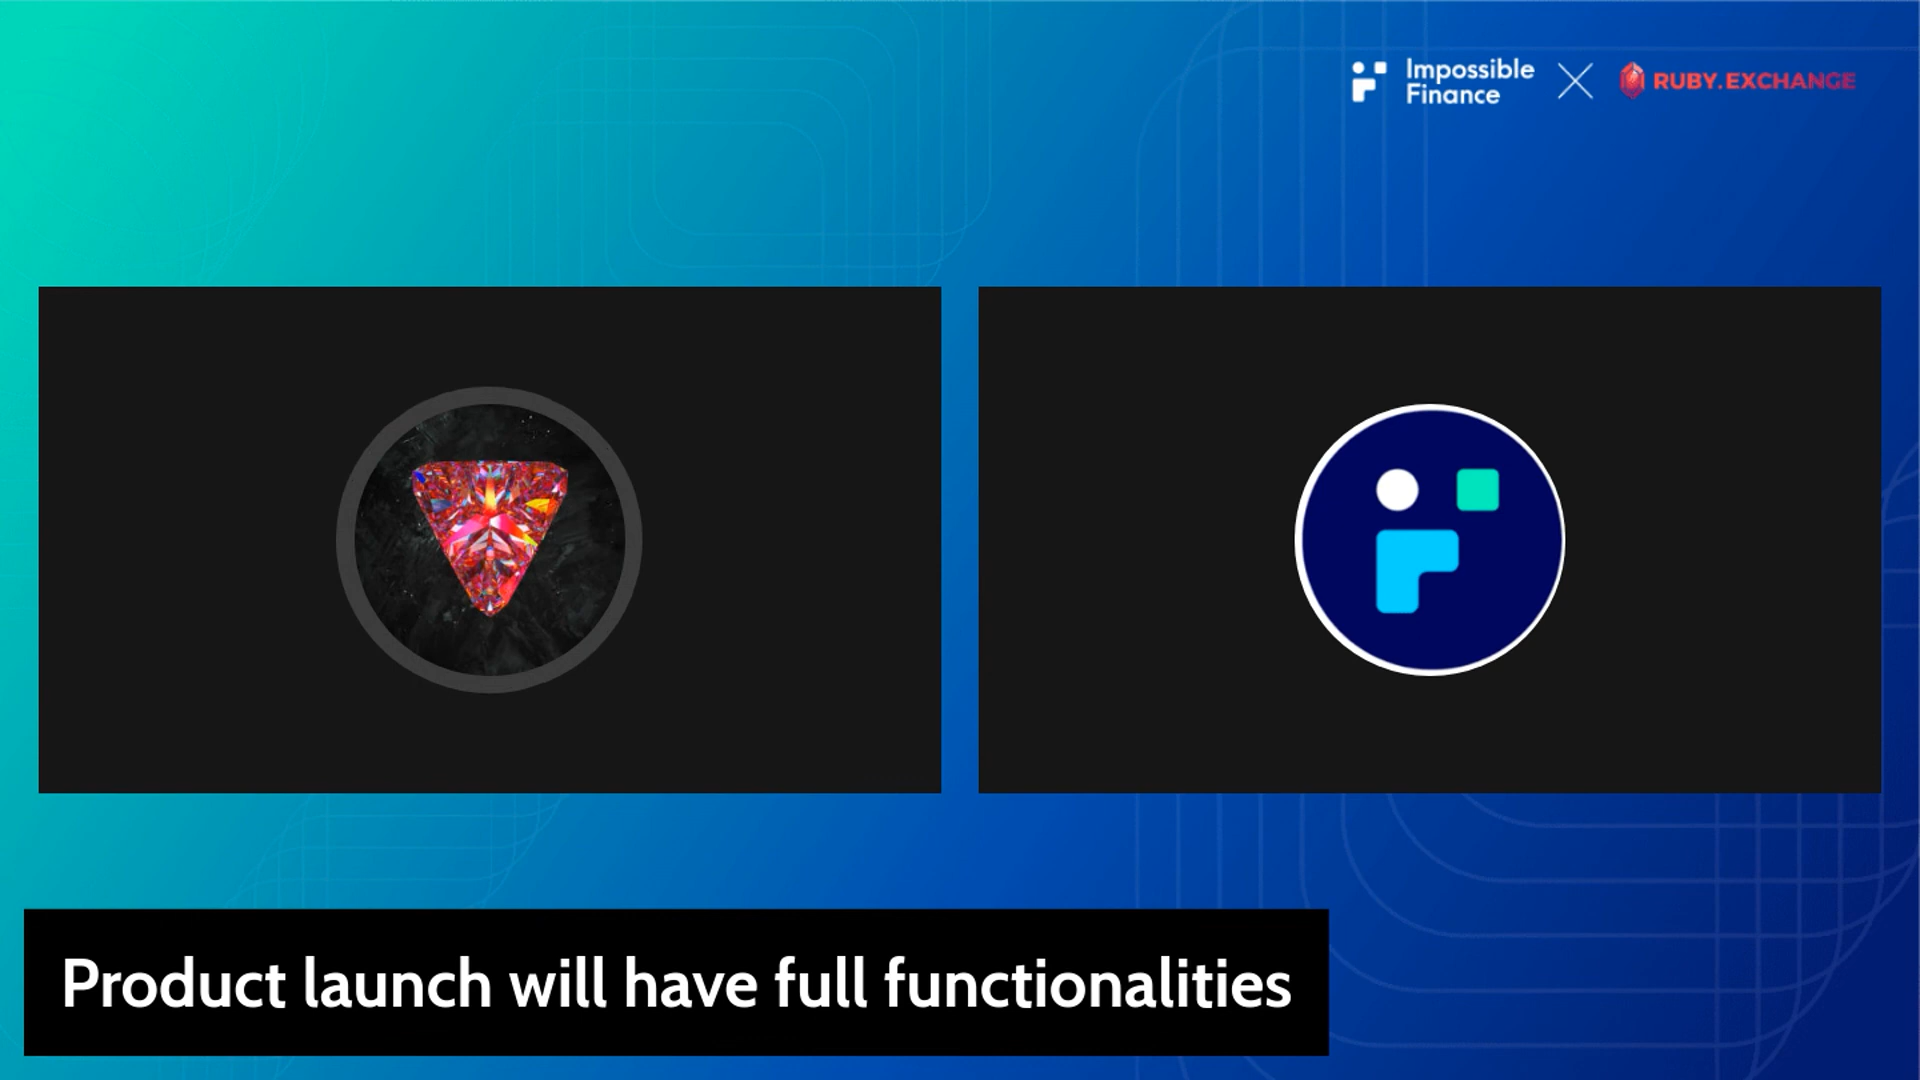 Impossible
Finance
RUBY.EXCHANGE
Product launch will have full functionalities